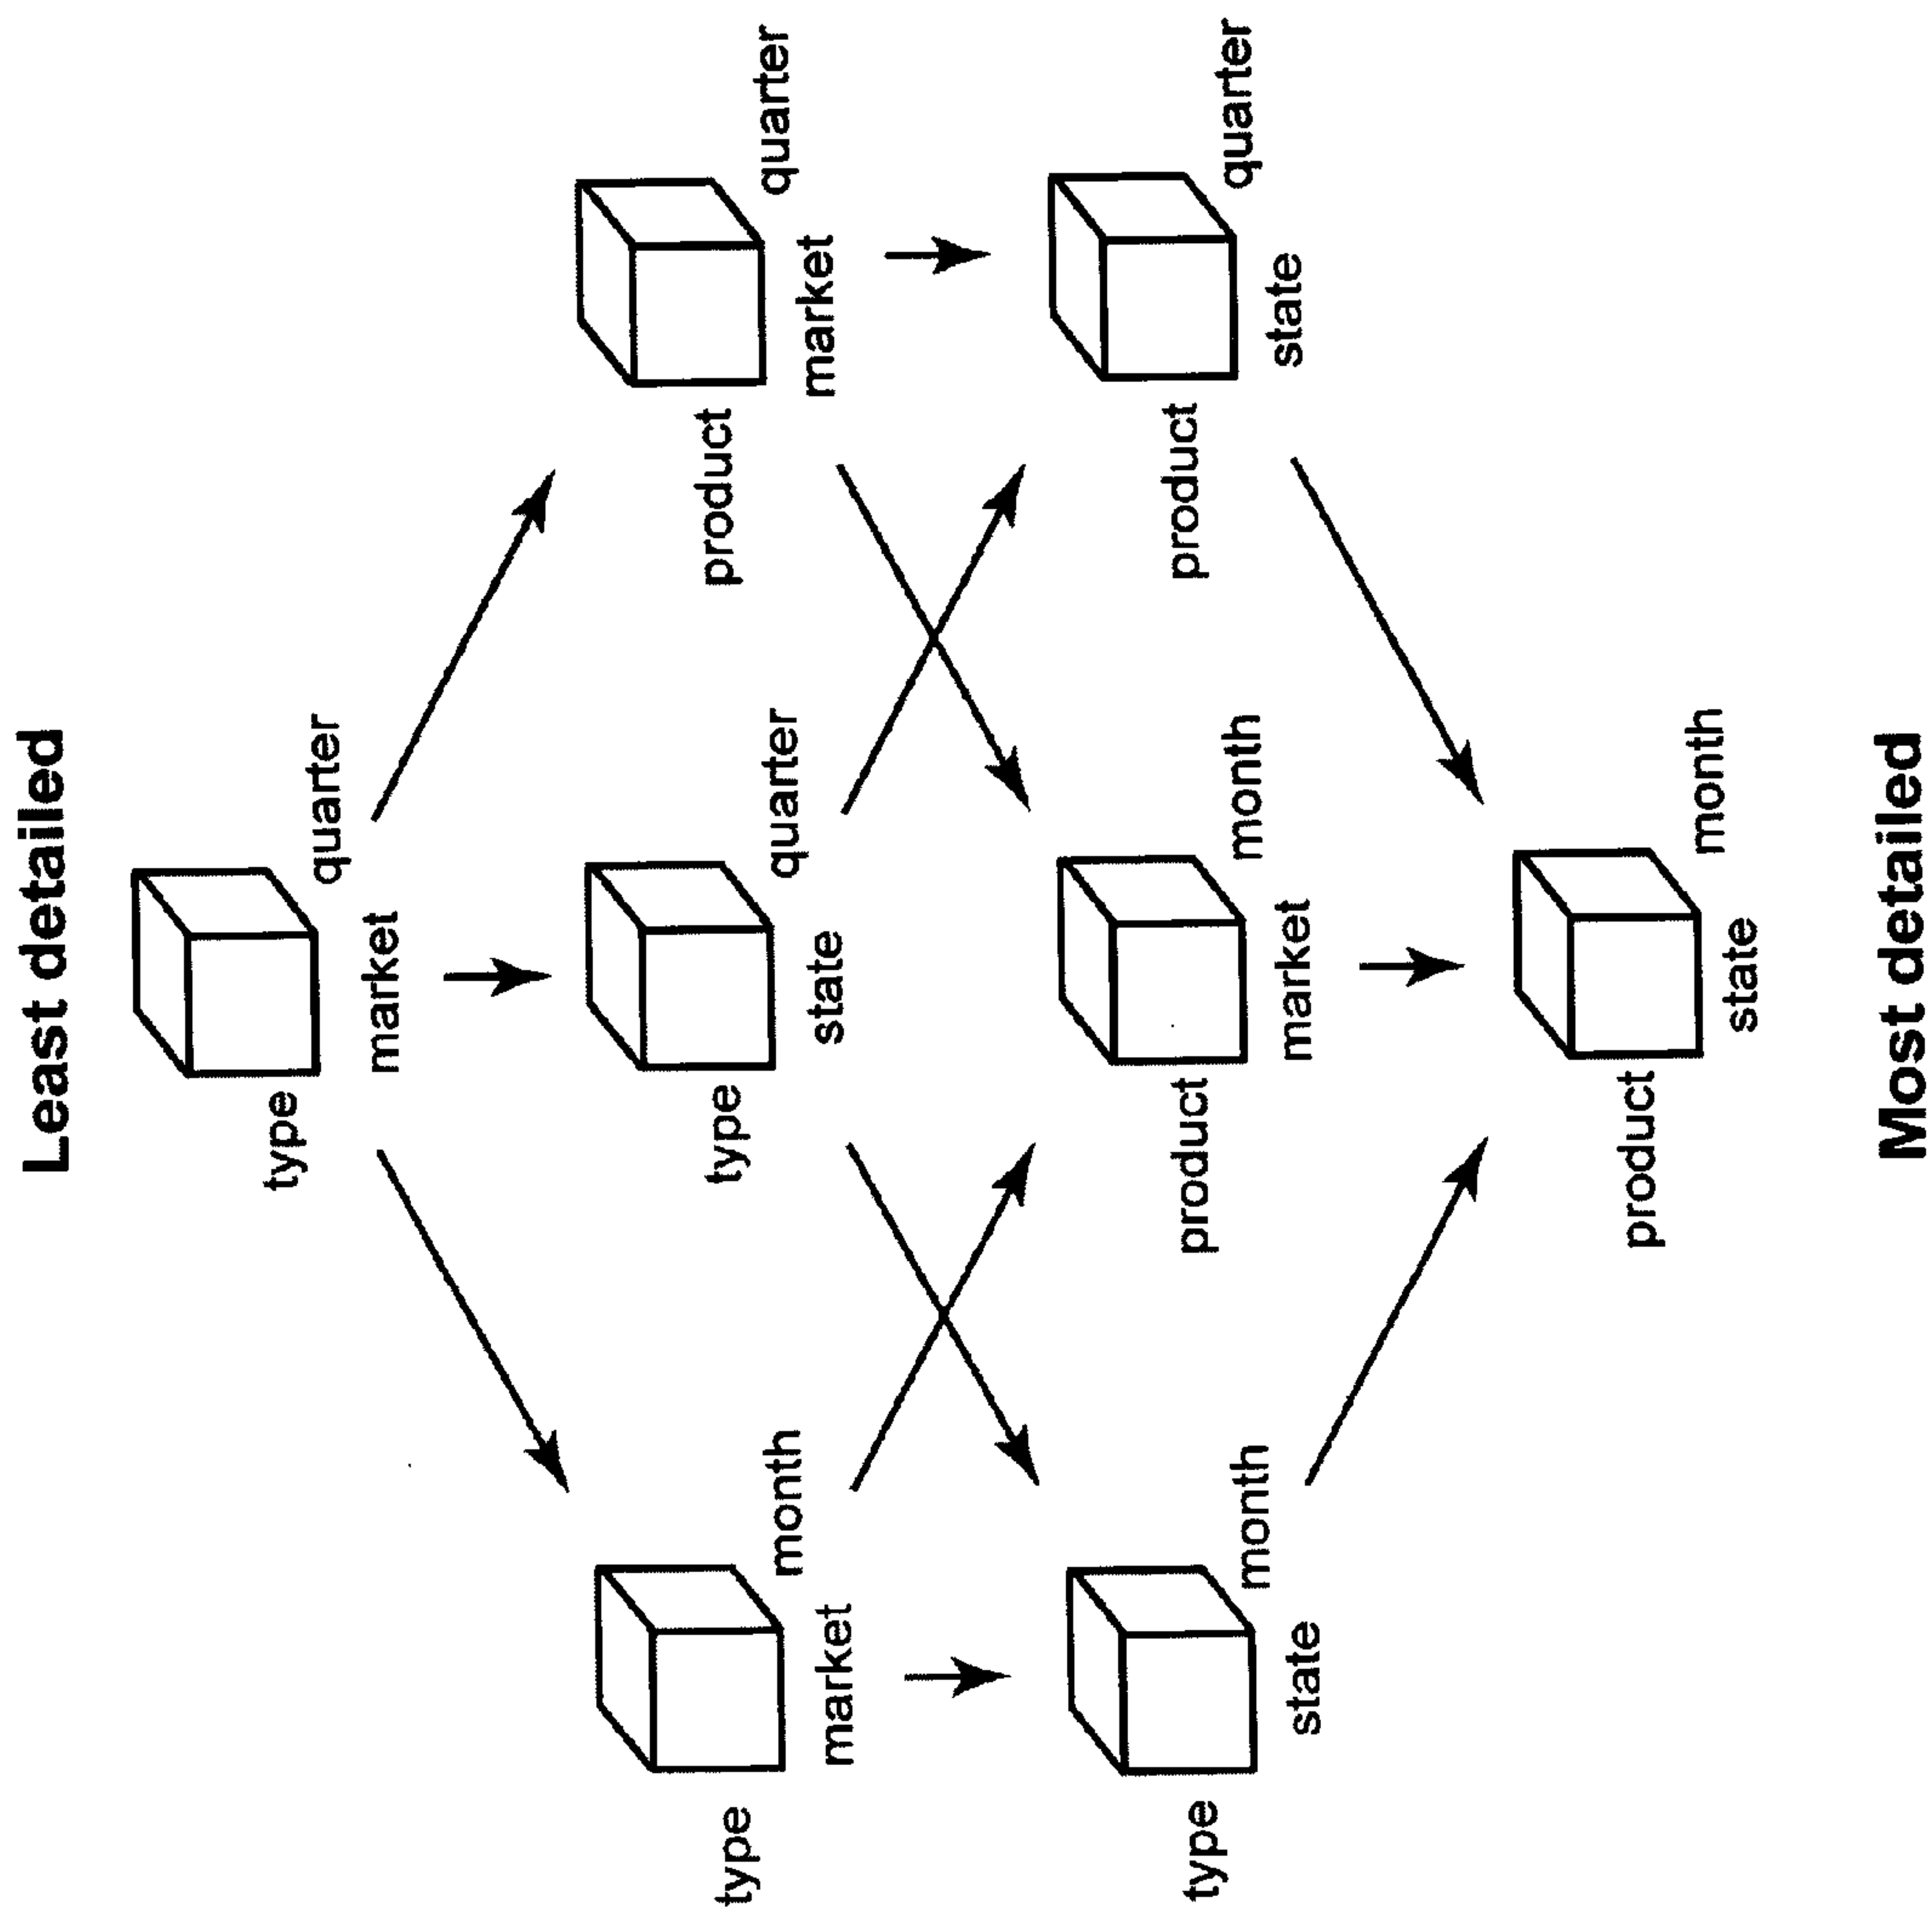 Least detailed
type
quarter
market
type
month
market
type
quarter
state
product
quarter
market
type
month
state
product
month
market
product
quarter
state
product
month
state
Most detailed